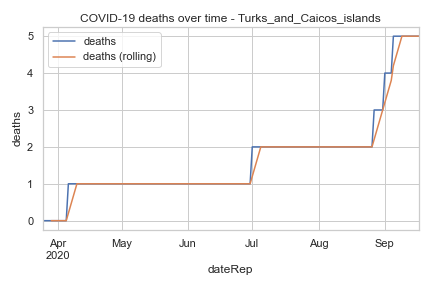 COVID-19 deaths over time - Turks_and_Caicos_islands
deaths
deaths (rolling)
5
4
3
2
1
0
deaths
Apr
2020
May
Jun
Jul
Aug
Sep
dateRep